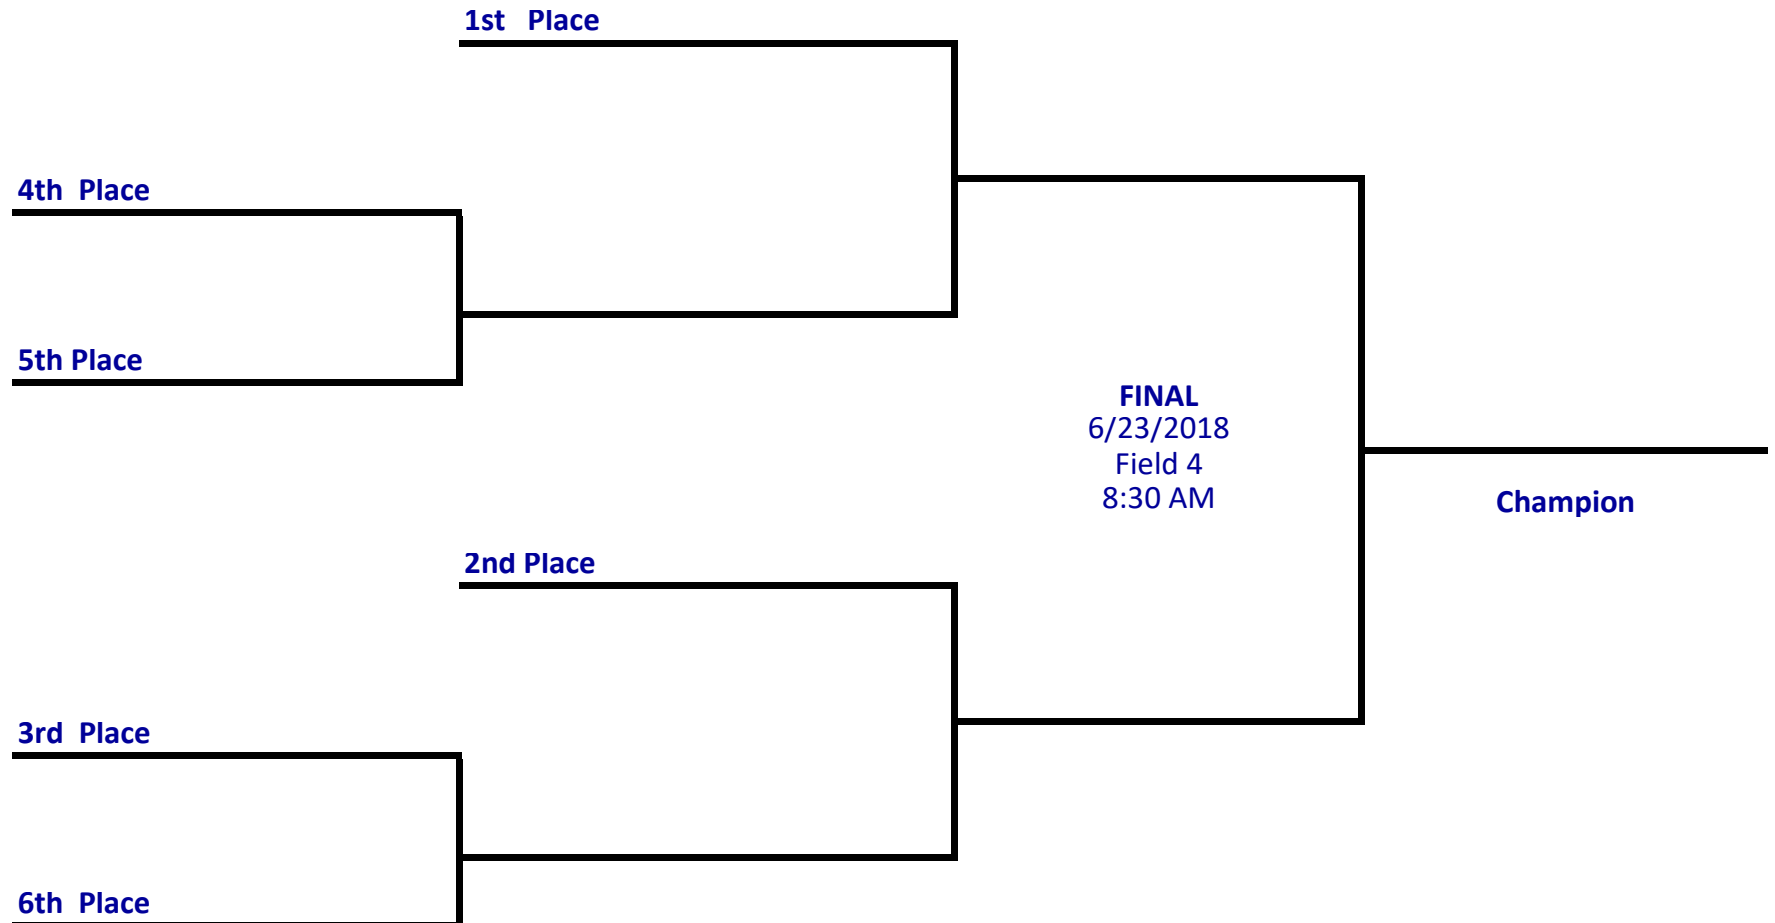 1st Place
4th Place
5th Place
FINAL
6/23/2018
Field 4
8:30 AM
Champion
2nd Place
3rd Place
6th Place